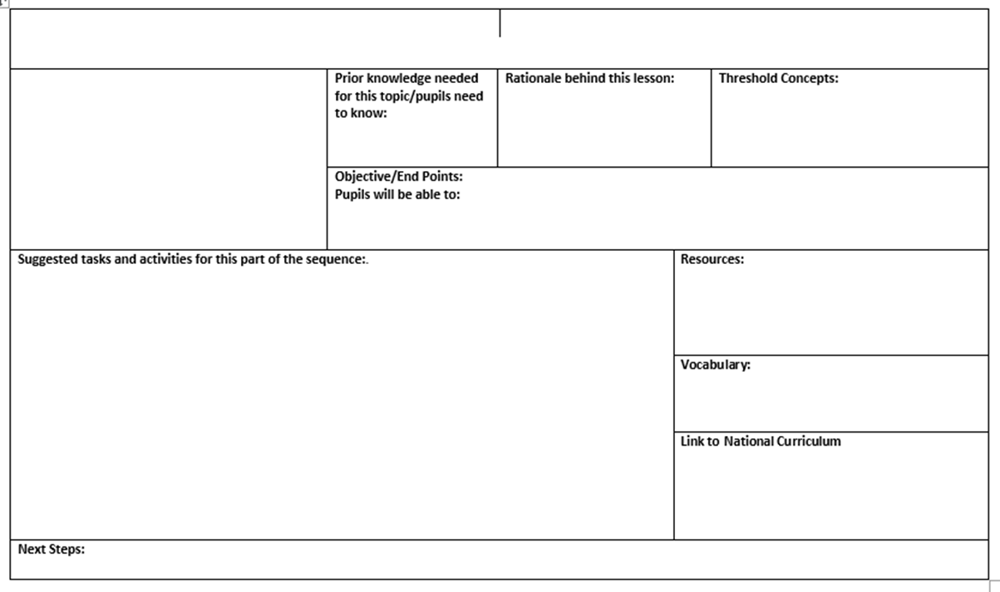 Prior knowledge needed
for this topic/pupils need
to know:
Rationale behind this lesson:
Threshold Concepts:
Objective/End Points:
Pupils will be able to:
Suggested tasks and activities for this part of the sequence:.
Resources:
Vocabulary:
Link to National Curriculum
Next Steps: